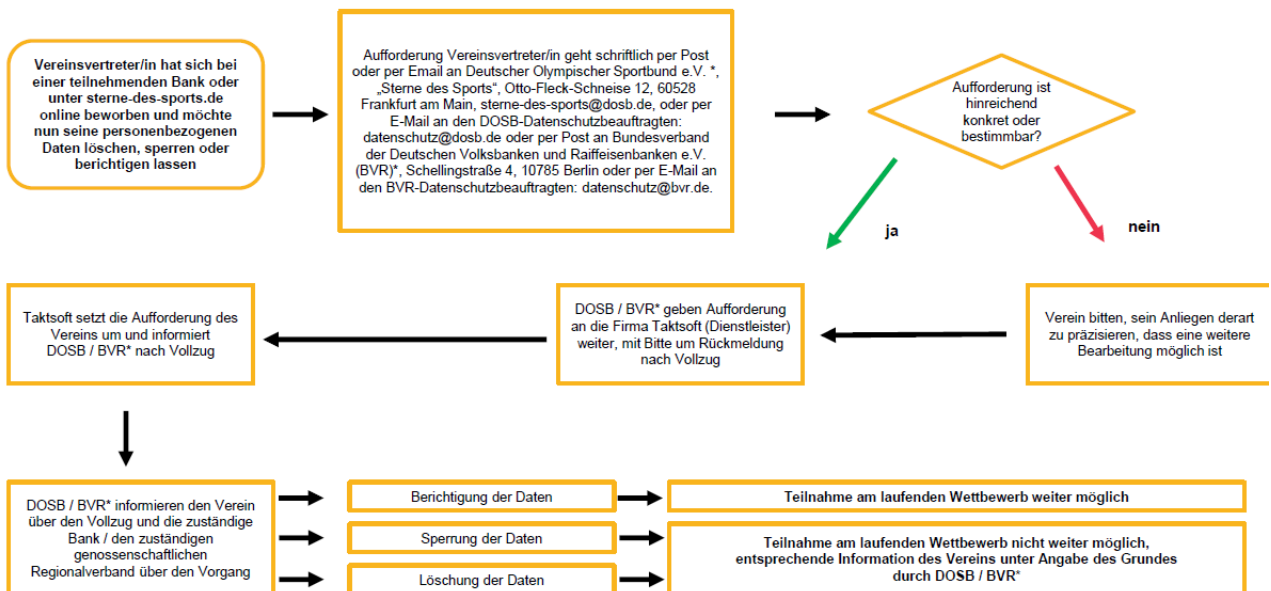 Vereinsvertreter/in hat sich bei
einer teilnehmenden Bank oder
unter sterne-des-sports.de
online beworben und möchte
nun seine personenbezogenen
Daten löschen, sperren oder
berichtigen lassen
Aufforderung Vereinsvertreter/in geht schriftlich per Post
oder per Email an Deutscher Olympischer Sportbund e.V. *,
„Sterne des Sports“, Otto-Fleck-Schneise 12, 60528
Frankfurt am Main, sterne-des-sports@dosb.de, oder per
E-Mail an den DOSB-Datenschutzbeauftragten:
datenschutz@dosb.de oder per Post an Bundesverband
der Deutschen Volksbanken und Raiffeisenbanken e.V.
(BVR)*, Schellingstraße 4, 10785 Berlin oder per E-Mail an
den BVR-Datenschutzbeauftragten: datenschutz@bvr.de.
Aufforderung ist
hinreichend
konkret oder
bestimmbar?
ja
nein
Verein bitten, sein Anliegen derart
zu präzisieren, dass eine weitere
Bearbeitung möglich ist
DOSB / BVR* geben Aufforderung
an die Firma Taktsoft (Dienstleister)
weiter, mit Bitte um Rückmeldung
nach Vollzug
Taktsoft setzt die Aufforderung des
Vereins um und informiert
DOSB / BVR* nach Vollzug
DOSB / BVR* informieren den Verein
über den Vollzug und die zuständige
Bank / den zuständigen
genossenschaftlichen
Regionalverband über den Vorgang
Berichtigung der Daten
Teilnahme am laufenden Wettbewerb weiter möglich
Sperrung der Daten
Löschung der Daten
Teilnahme am laufenden Wettbewerb nicht weiter möglich,
entsprechende Information des Vereins unter Angabe des Grundes
durch DOSB / BVR*